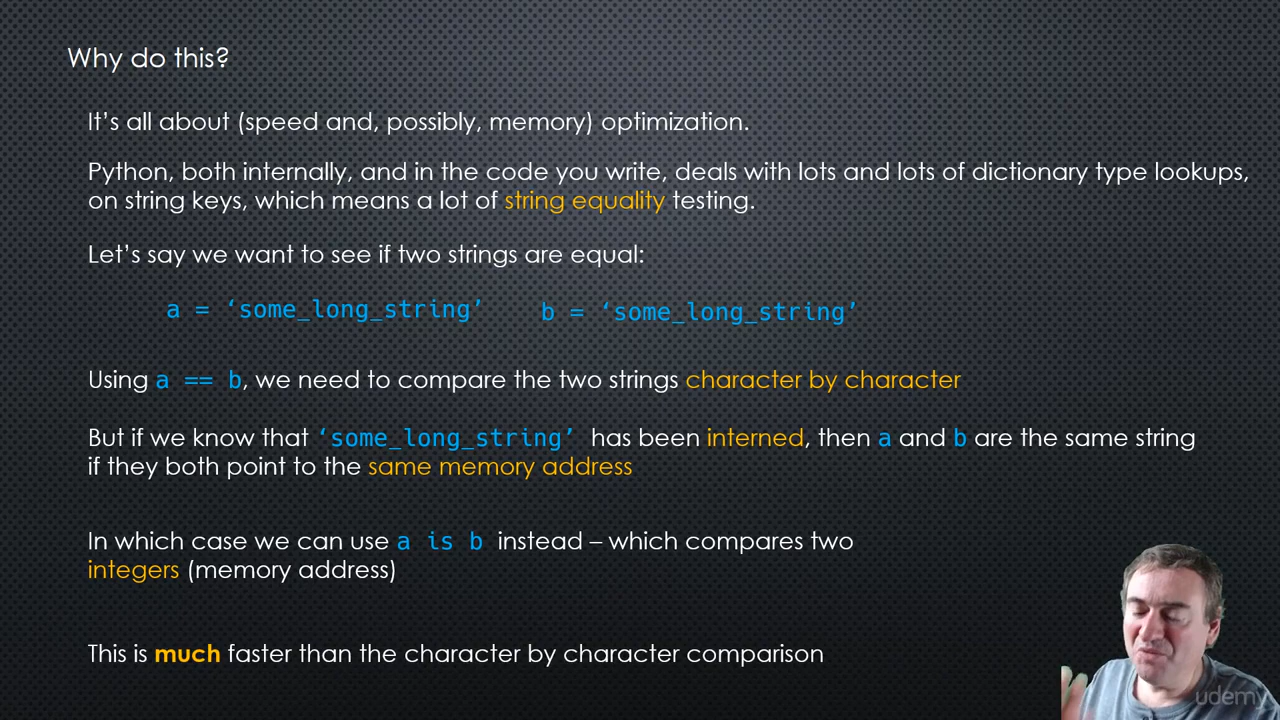 Why do this?
It's all about (speed and, possibly, memory) optimization.
Python, both internally, and in the code you write, deals with lots and lots of dictionary type lookups,
on string keys, which means a lot of string equality testing.
Let's say we want to see if two strings are equal:
a = ‘some_long_string’ b = ‘some_long_string’
Using a == b, we need to compare the two strings character by character
But if we know that ‘some_long_string’ has been interned, then a and b are the same string
if they both point to the same memory address
In which case we can use a is b instead – which compares two
integers (memory address)
This is much faster than the character by character comparison
udemy